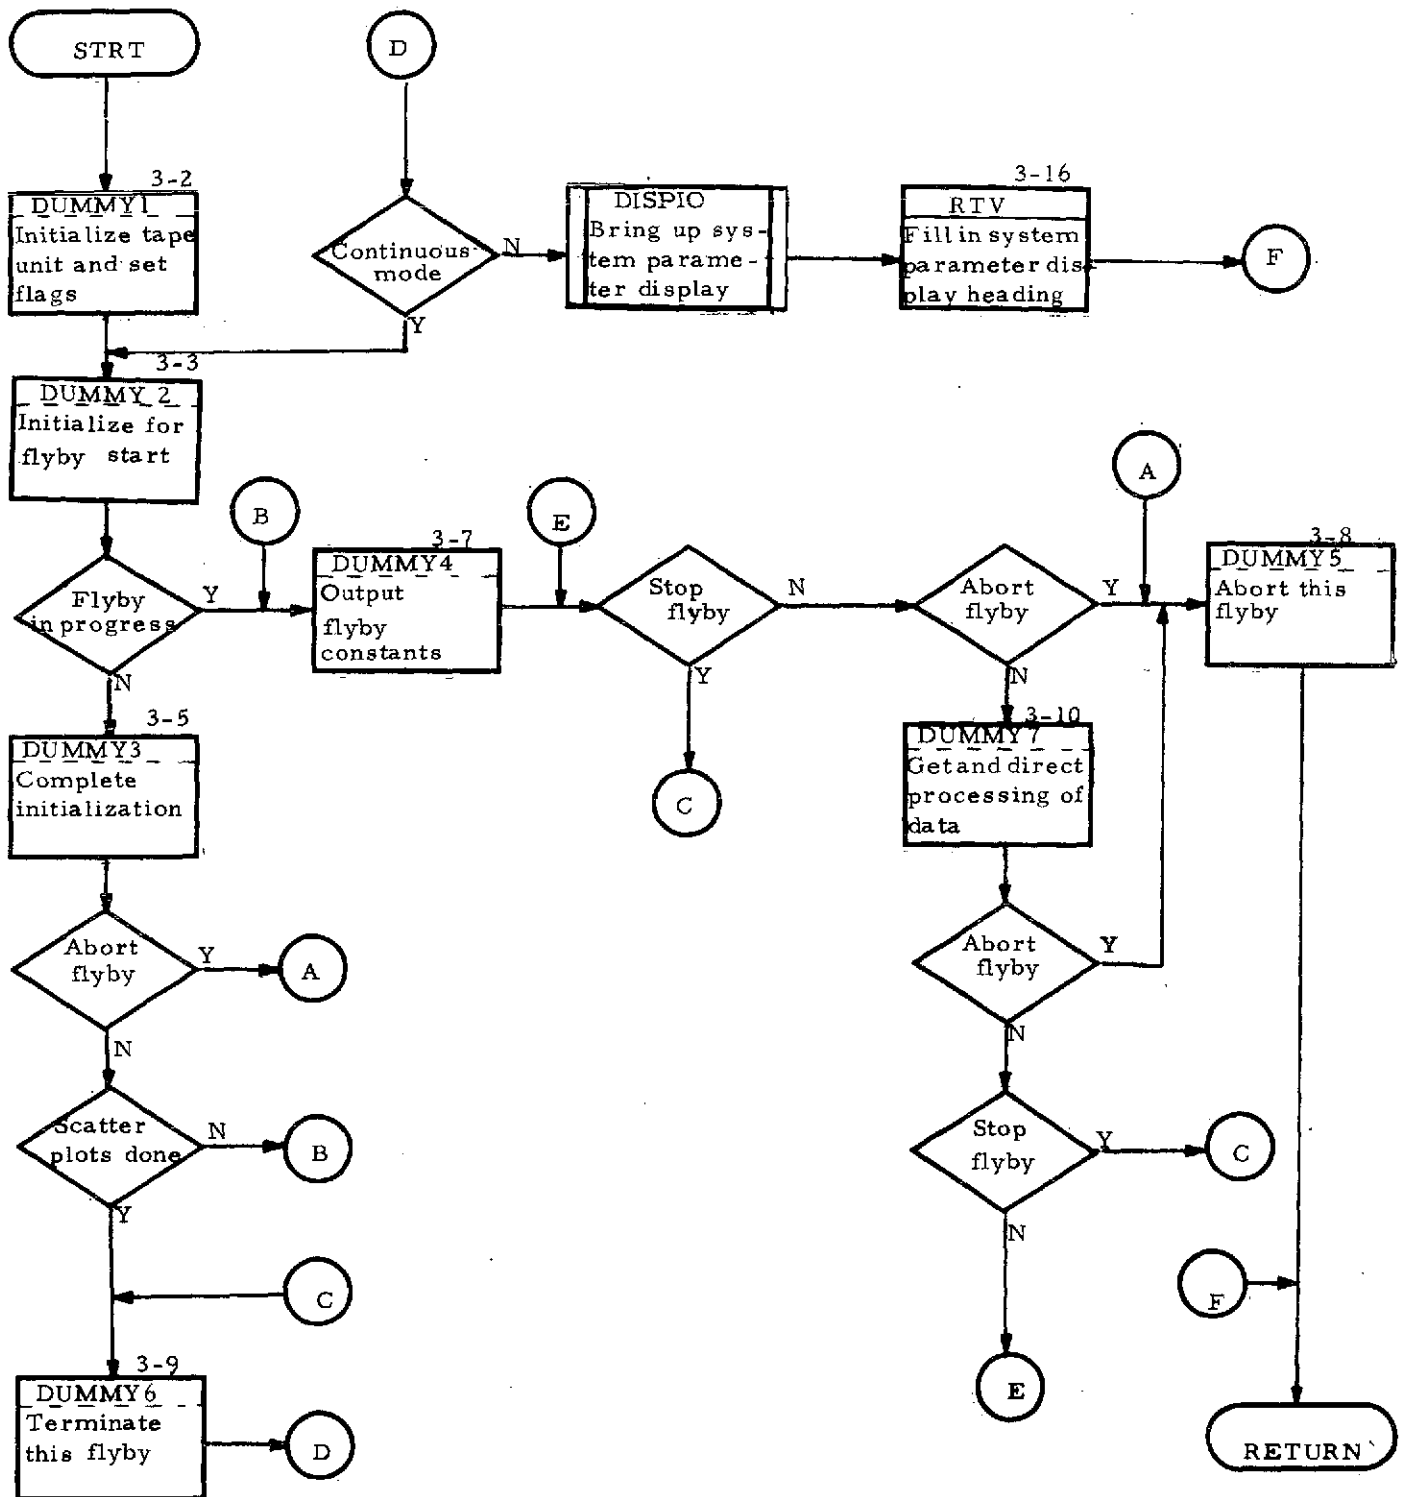 STRT
D
3-2
DUMMY1
Initialize tape
unit and set
flags
Continuous
mode
N
Y
DISPIO
Bring up sys-
tem parame-
ter display
3-16
RTV
Fill in system
parameter dis
play heading
F
3-3
DUMMY 2
Initialize for
flyby start
Flyby
in progress
Y
N
B
3-7
DUMMY4
Output
flyby
constants
E
Stop
flyby
N
Y
C
Abort
flyby
Y
N
A
3-8
DUMMY5
Abort this
flyby
3-5
DUMMY3
Complete
initialization
3-10
DUMMY7
Get and direct
processing of
data
Abort
flyby
Y
N
A
Abort
flyby
Y
N
Scatter
plots done
N
Y
B
Stop
flyby
Y
N
C
C
F
E
3-9
DUMMY6
Terminate
this flyby
D
RETURN